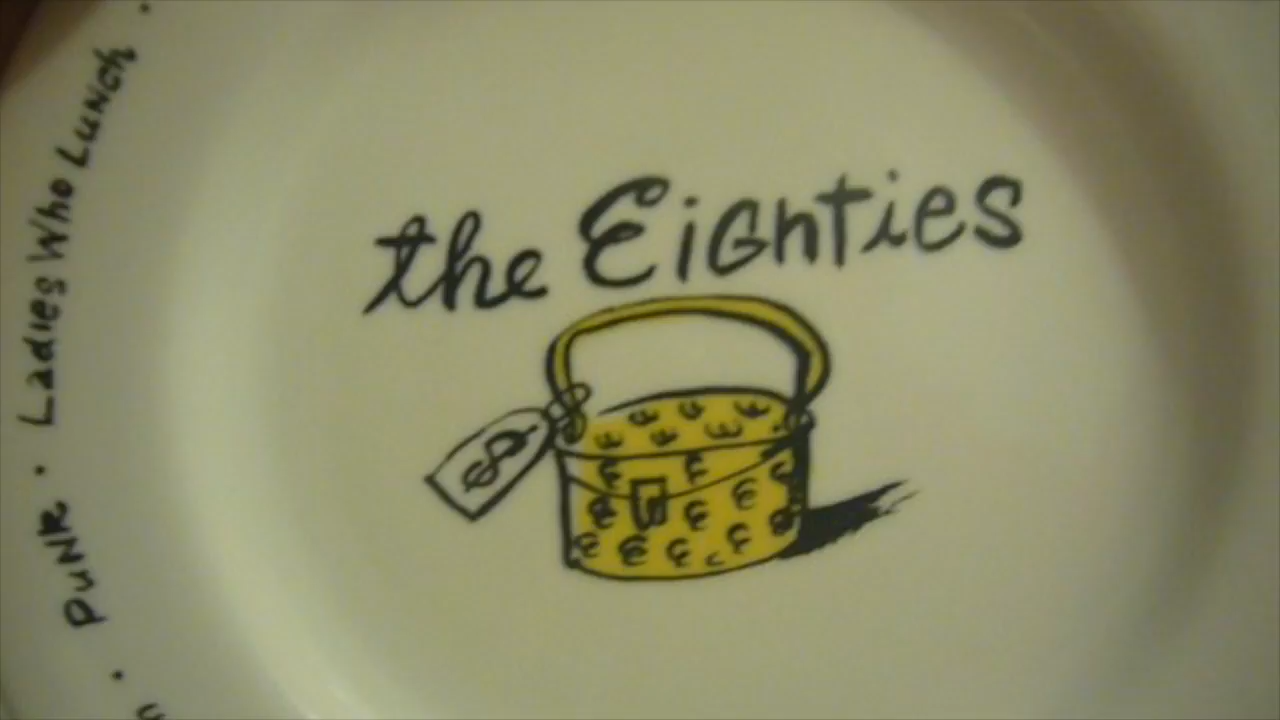 the Eighties
$
Punk · Ladies Who Lunch ·